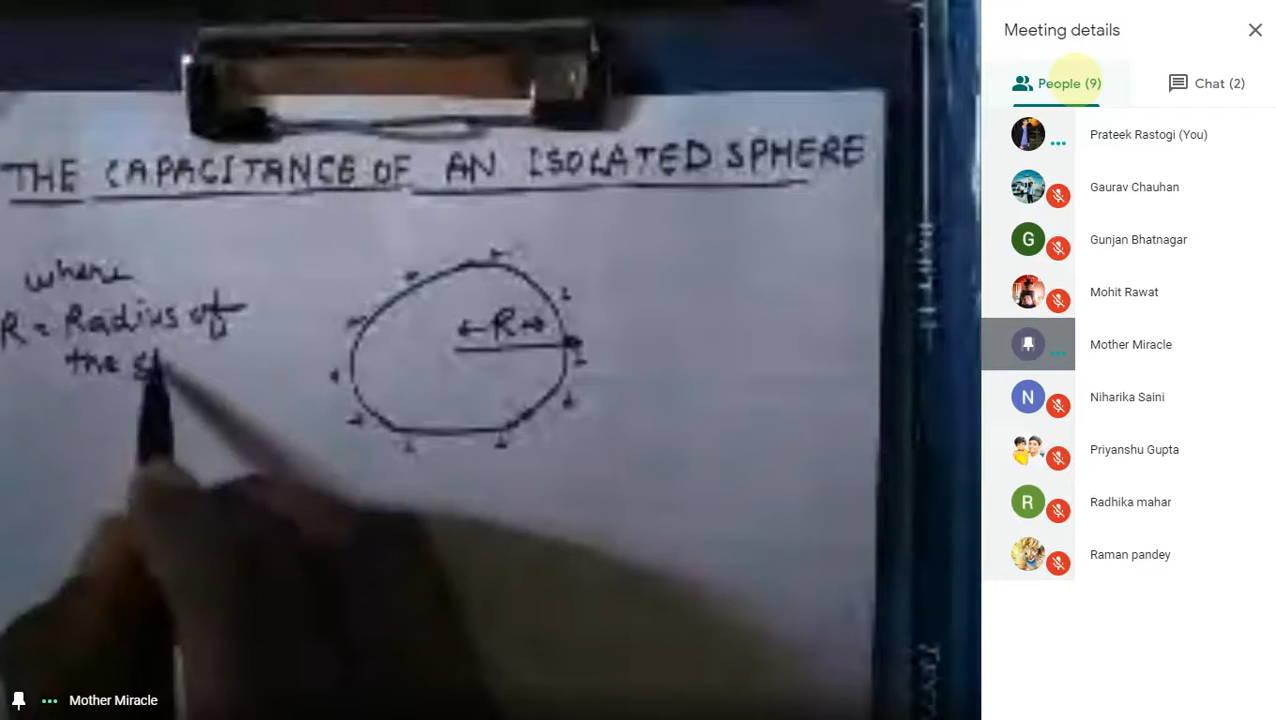 THE CAPACITANCE OF AN ISOLATED SPHERE
where
R = Radius of
the
← R →
Mother Miracle
Meeting details
People (9)
Chat (2)
Prateek Rastogi (You)
Gaurav Chauhan
Gunjan Bhatnagar
Mohit Rawat
Mother Miracle
Niharika Saini
Priyanshu Gupta
Radhika mahar
Raman pandey
G
N
R